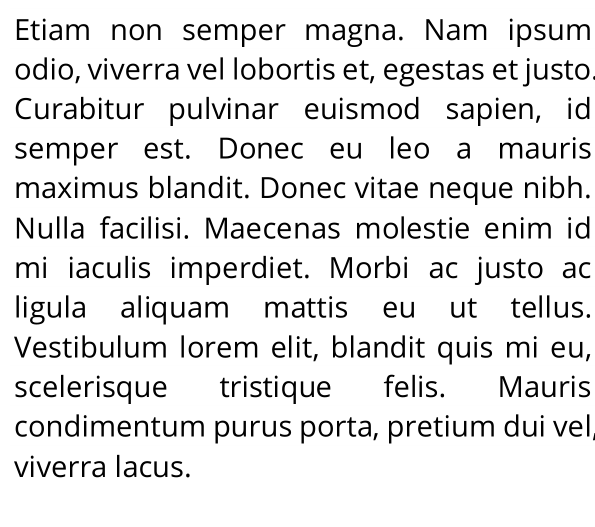 Etiam non semper magna. Nam ipsum
odio, viverra vel lobortis et, egestas et justo.
Curabitur pulvinar euismod sapien, id
semper est. Donec eu leo a mauris
maximus blandit. Donec vitae neque nibh.
Nulla facilisi. Maecenas molestie enim id
mi iaculis imperdiet. Morbi ac justo ac
ligula aliquam mattis eu ut tellus.
Vestibulum lorem elit, blandit quis mi eu,
scelerisque tristique felis. Mauris
condimentum purus porta, pretium dui vel,
viverra lacus.